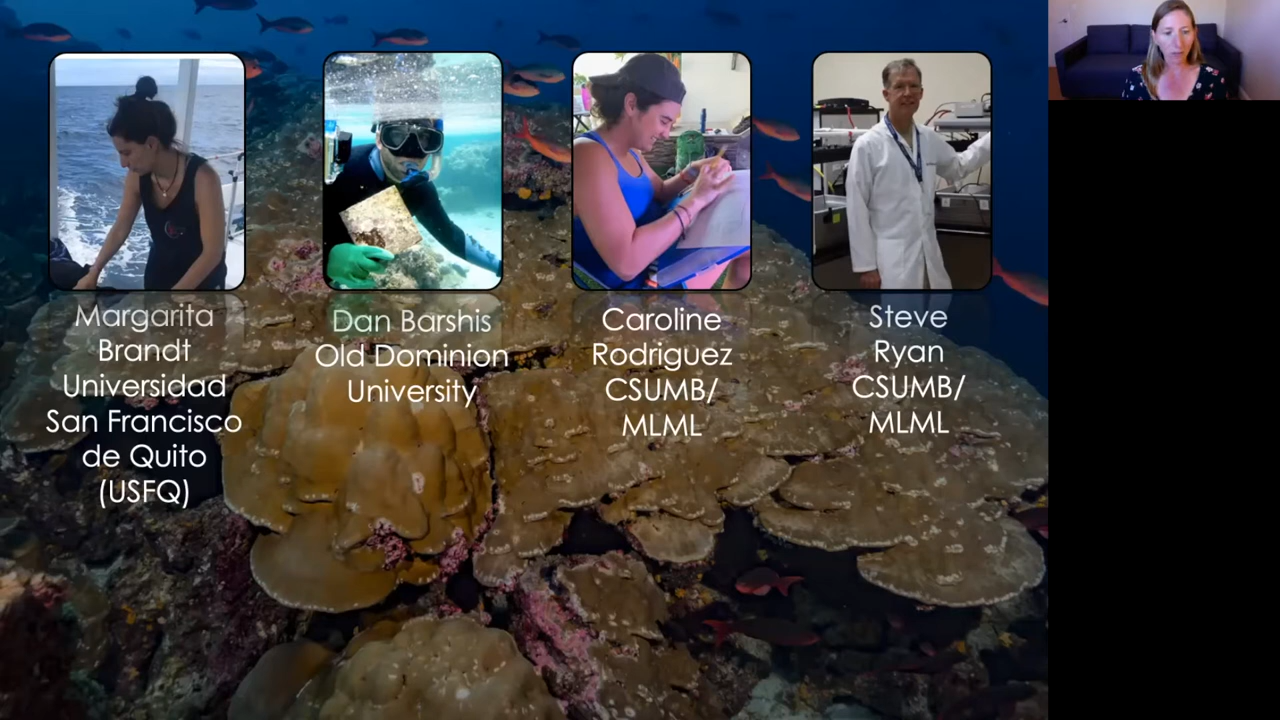 Margarita
Brandt
Universidad
San Francisco
de Quito
(USFQ)
Dan Barshis
Old Dominion
University
Caroline
Rodriguez
CSUMB/
MLML
Steve
Ryan
CSUMB/
MLML